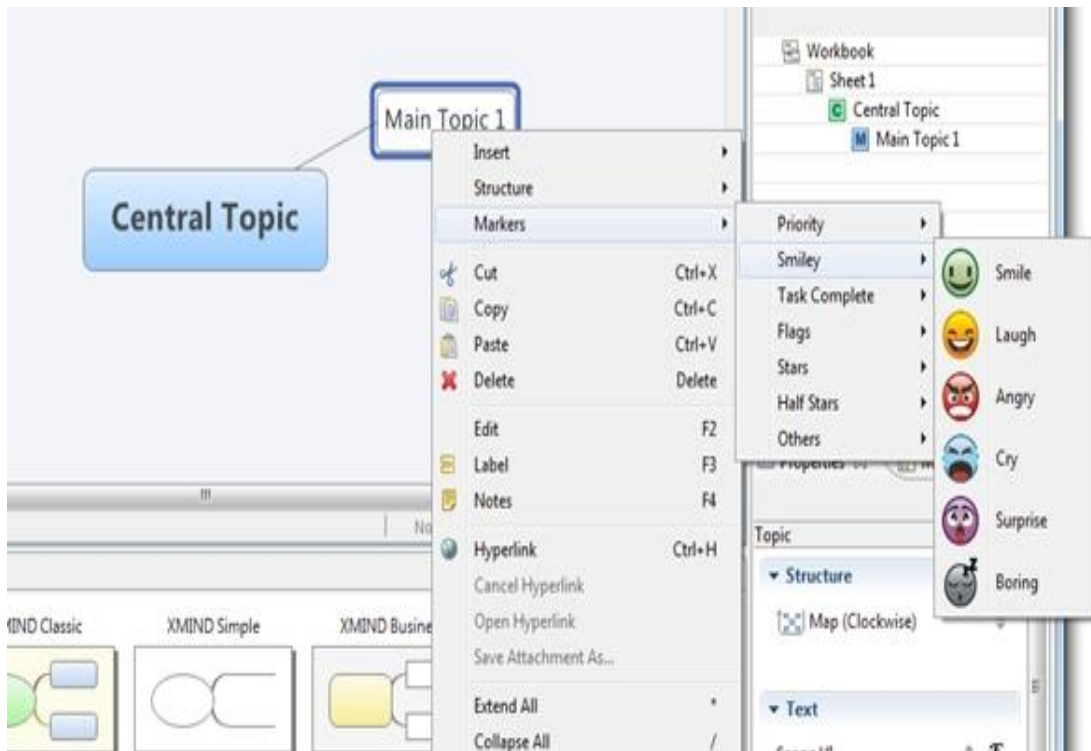 Workbook
Sheet 1
C Central Topic
M Main Topic 1
Main Topic 1
Central Topic
Insert
Structure
Markers
Cut Ctrl+X
Copy Ctrl+C
Paste Ctrl+V
Delete Delete
Edit F2
Label F3
Notes F4
Hyperlink Ctrl+H
Cancel Hyperlink
Open Hyperlink
Save Attachment As...
Extend All *
Collapse All /
Priority
Smiley
Task Complete
Flags
Stars
Half Stars
Others
Smile
Laugh
Angry
Cry
Surprise
Boring
Properties
Topic
Structure
Map (Clockwise)
Text
XMIND Simple